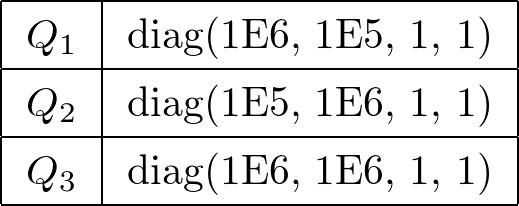 Q₁ diag(1E6, 1E5, 1, 1)
Q₂ diag(1E5, 1E6, 1, 1)
Q₃ diag(1E6, 1E6, 1, 1)